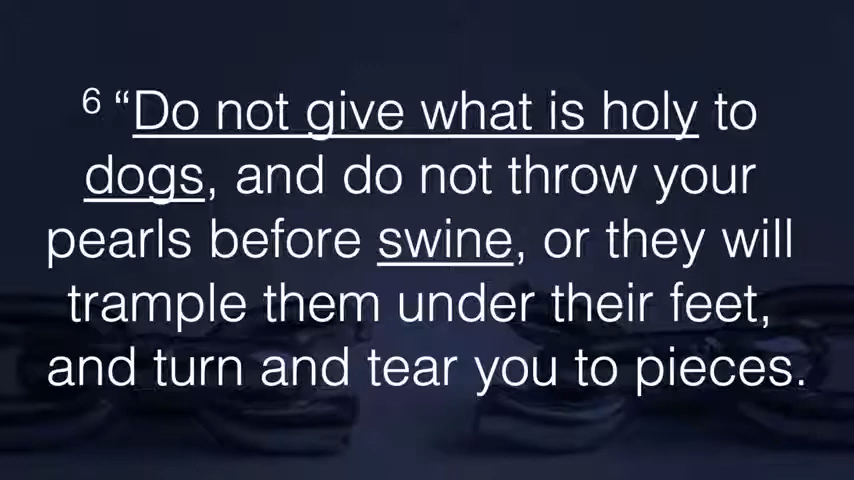 6 “Do not give what is holy to
dogs, and do not throw your
pearls before swine, or they will
trample them under their feet,
and turn and tear you to pieces.